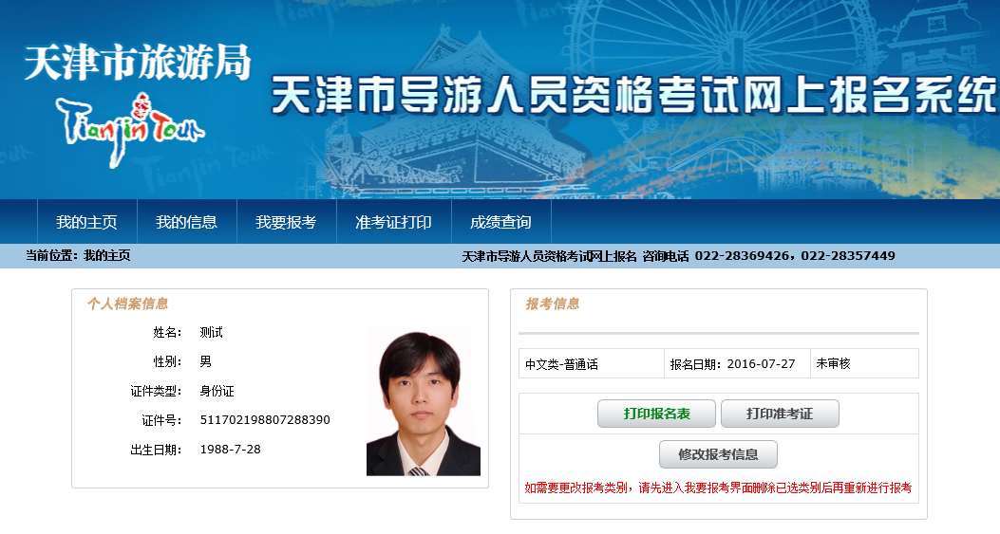 天津市旅游局
Tianjin Tour
天津市导游人员资格考试网上报名系统
我的主页 我的信息 我要报考 准考证打印 成绩查询
当前位置：我的主页 天津市导游人员资格考试网上报名 咨询电话 022-28369426，022-28357449
个人档案信息
姓名： 测试
性别： 男
证件类型： 身份证
证件号： 511702198807288390
出生日期： 1988-7-28
报考信息
中文类-普通话 报名日期：2016-07-27 未审核
打印报名表 打印准考证
修改报考信息
如需要更改报考类别，请先进入我要报考界面删除已选类别后再重新进行报考